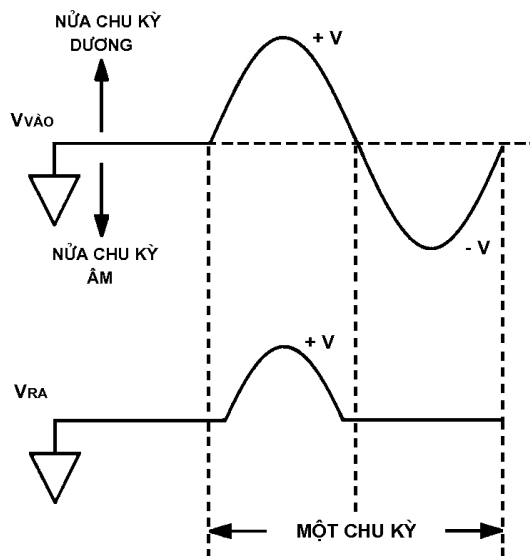 NỬA CHU KỲ
DƯƠNG
+ V
VVÀO
NỬA CHU KỲ
ÂM
- V
+ V
VRA
MỘT CHU KỲ